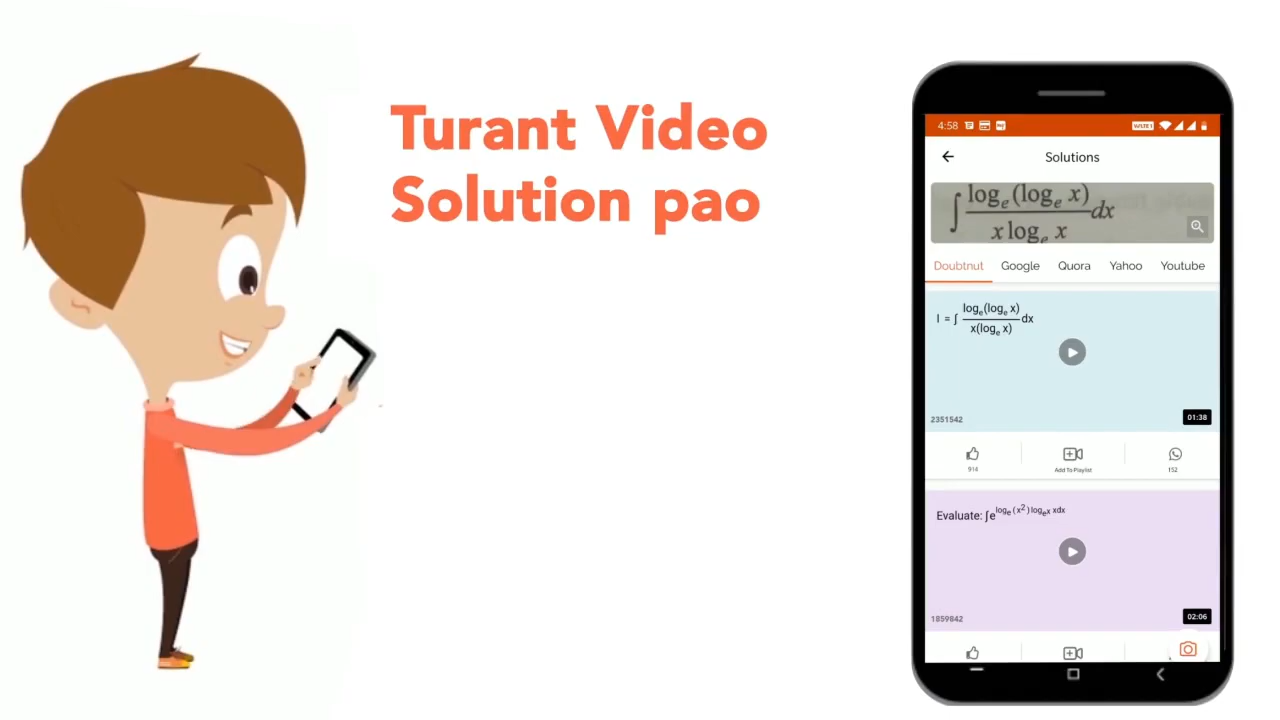 Turant Video
Solution pao
4:58
Solutions
∫ logₑ(logₑ x) / x logₑ x dx
Doubtnut Google Quora Yahoo Youtube
I = ∫ logₑ(logₑ x) / x(logₑ x) dx
2351542 01:38
914 Add To Playlist 152
Evaluate: ∫e^logₑ(x²)logₑx xdx
1859842 02:06